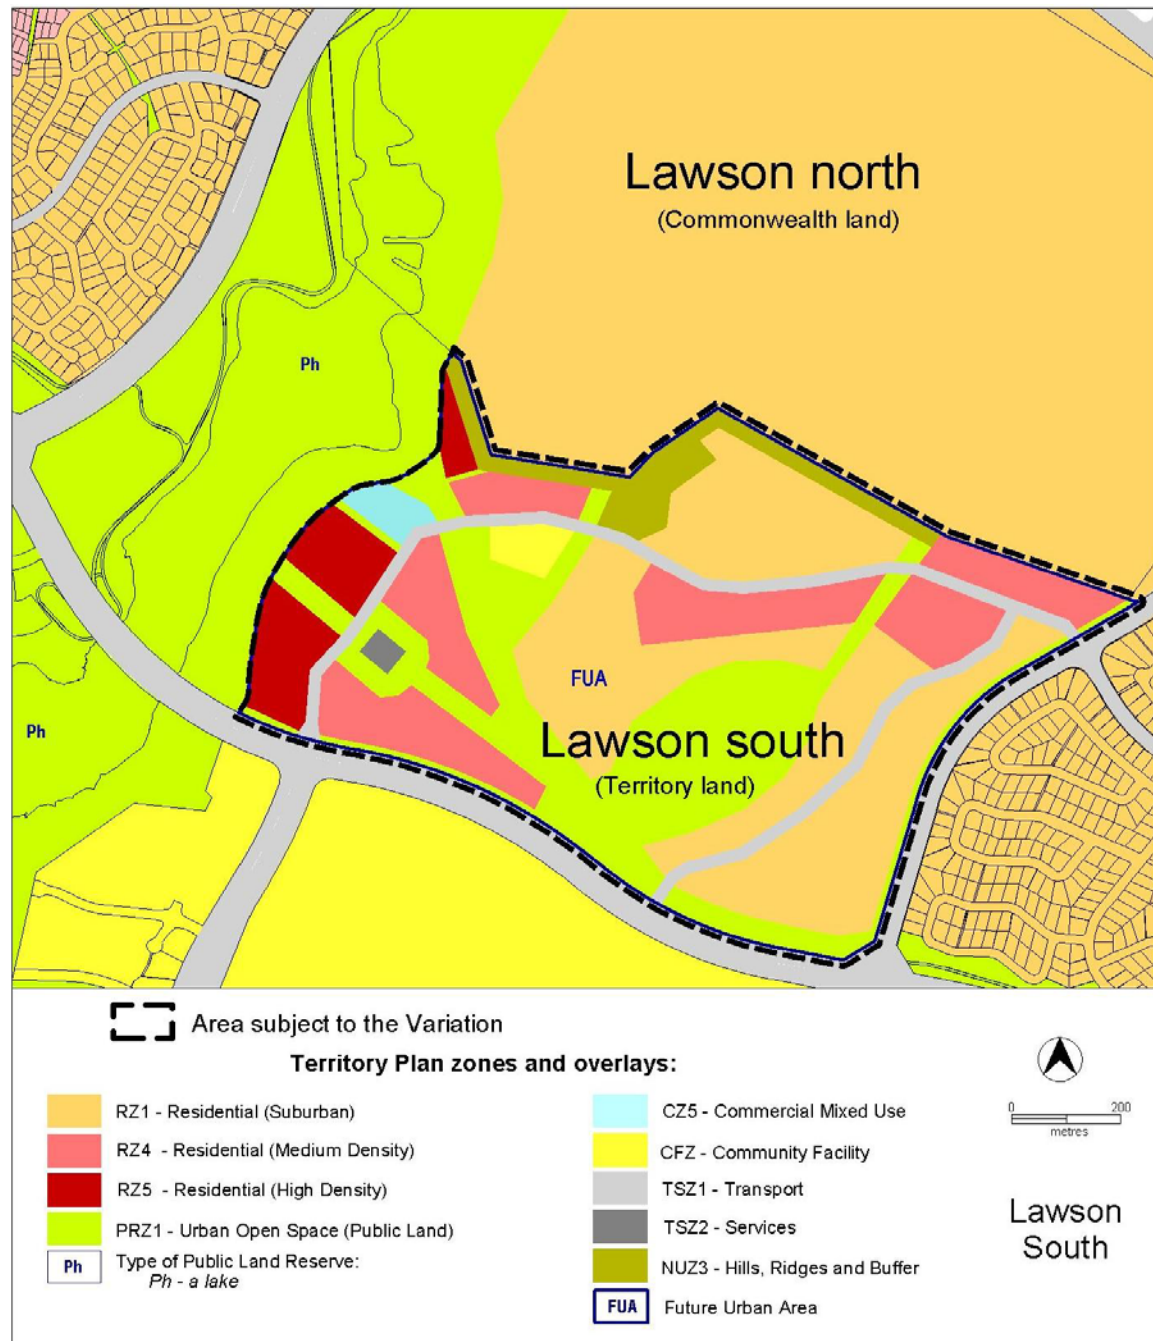 Lawson north
(Commonwealth land)
Ph
FUA
Ph
Lawson south
(Territory land)
Area subject to the Variation
Territory Plan zones and overlays:
RZ1 - Residential (Suburban)
RZ4 - Residential (Medium Density)
RZ5 - Residential (High Density)
PRZ1 - Urban Open Space (Public Land)
Ph Type of Public Land Reserve:
Ph - a lake
CZ5 - Commercial Mixed Use
CFZ - Community Facility
TSZ1 - Transport
TSZ2 - Services
NUZ3 - Hills, Ridges and Buffer
FUA Future Urban Area
0 200
metres
Lawson
South